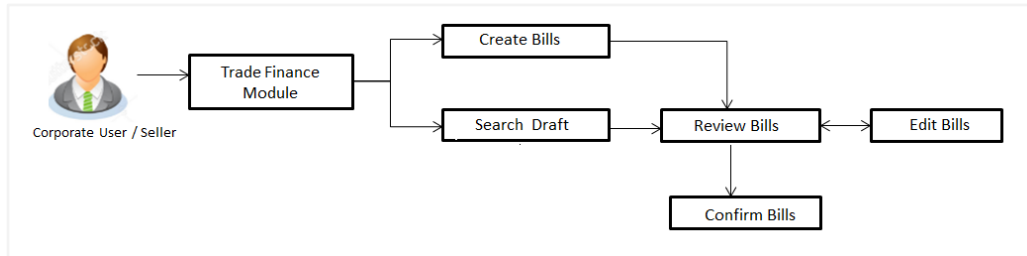 Corporate User / Seller
Trade Finance
Module
Create Bills
Search Draft
Review Bills
Edit Bills
Confirm Bills